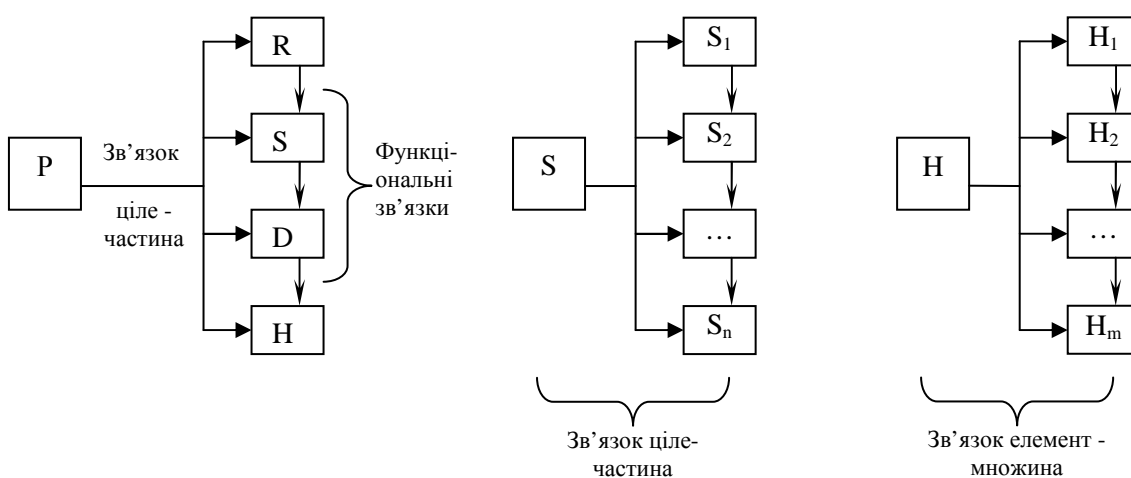 P
Зв’язок
ціле -
частина
R
S
D
H
Функці-
ональні
зв’язки
S
S₁
S₂
…
Sₙ
Зв’язок ціле-
частина
H
H₁
H₂
…
Hₘ
Зв’язок елемент -
множина